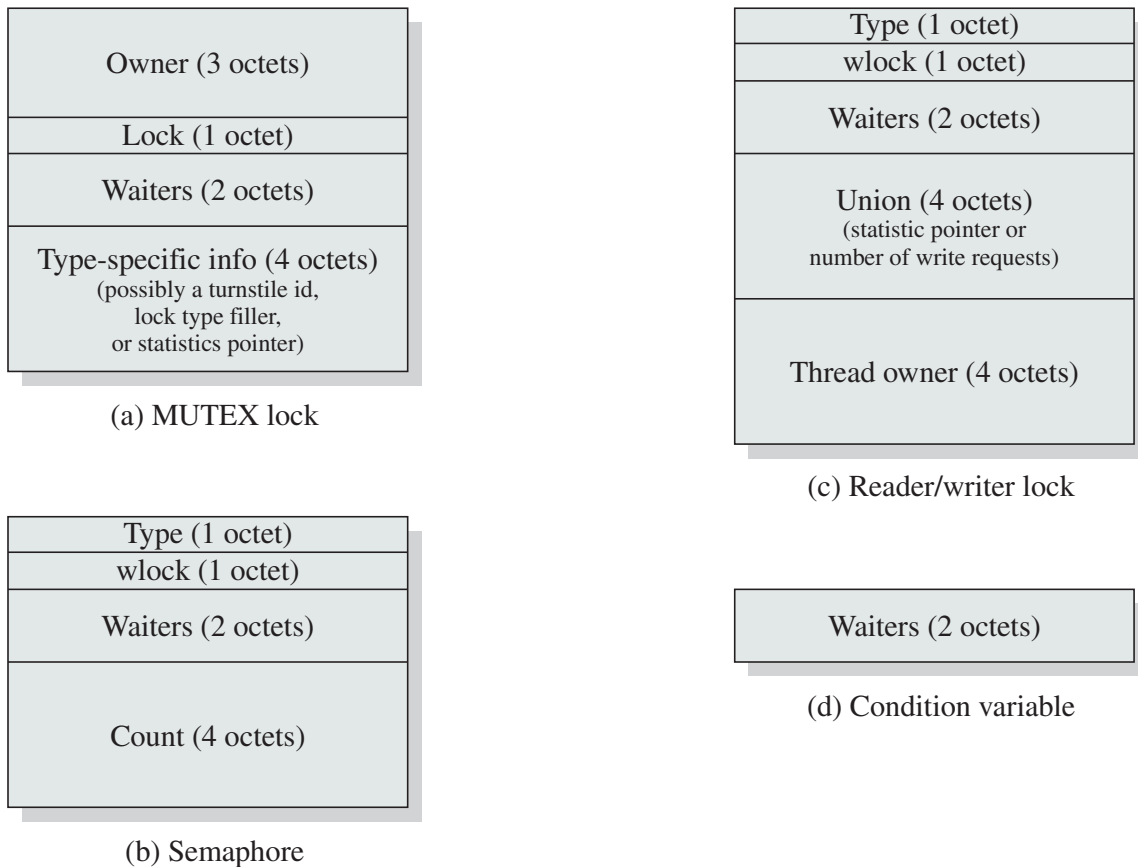 Owner (3 octets)
Lock (1 octet)
Waiters (2 octets)
Type-specific info (4 octets)
(possibly a turnstile id,
lock type filler,
or statistics pointer)
(a) MUTEX lock
Type (1 octet)
wlock (1 octet)
Waiters (2 octets)
Count (4 octets)
(b) Semaphore
Type (1 octet)
wlock (1 octet)
Waiters (2 octets)
Union (4 octets)
(statistic pointer or
number of write requests)
Thread owner (4 octets)
(c) Reader/writer lock
Waiters (2 octets)
(d) Condition variable